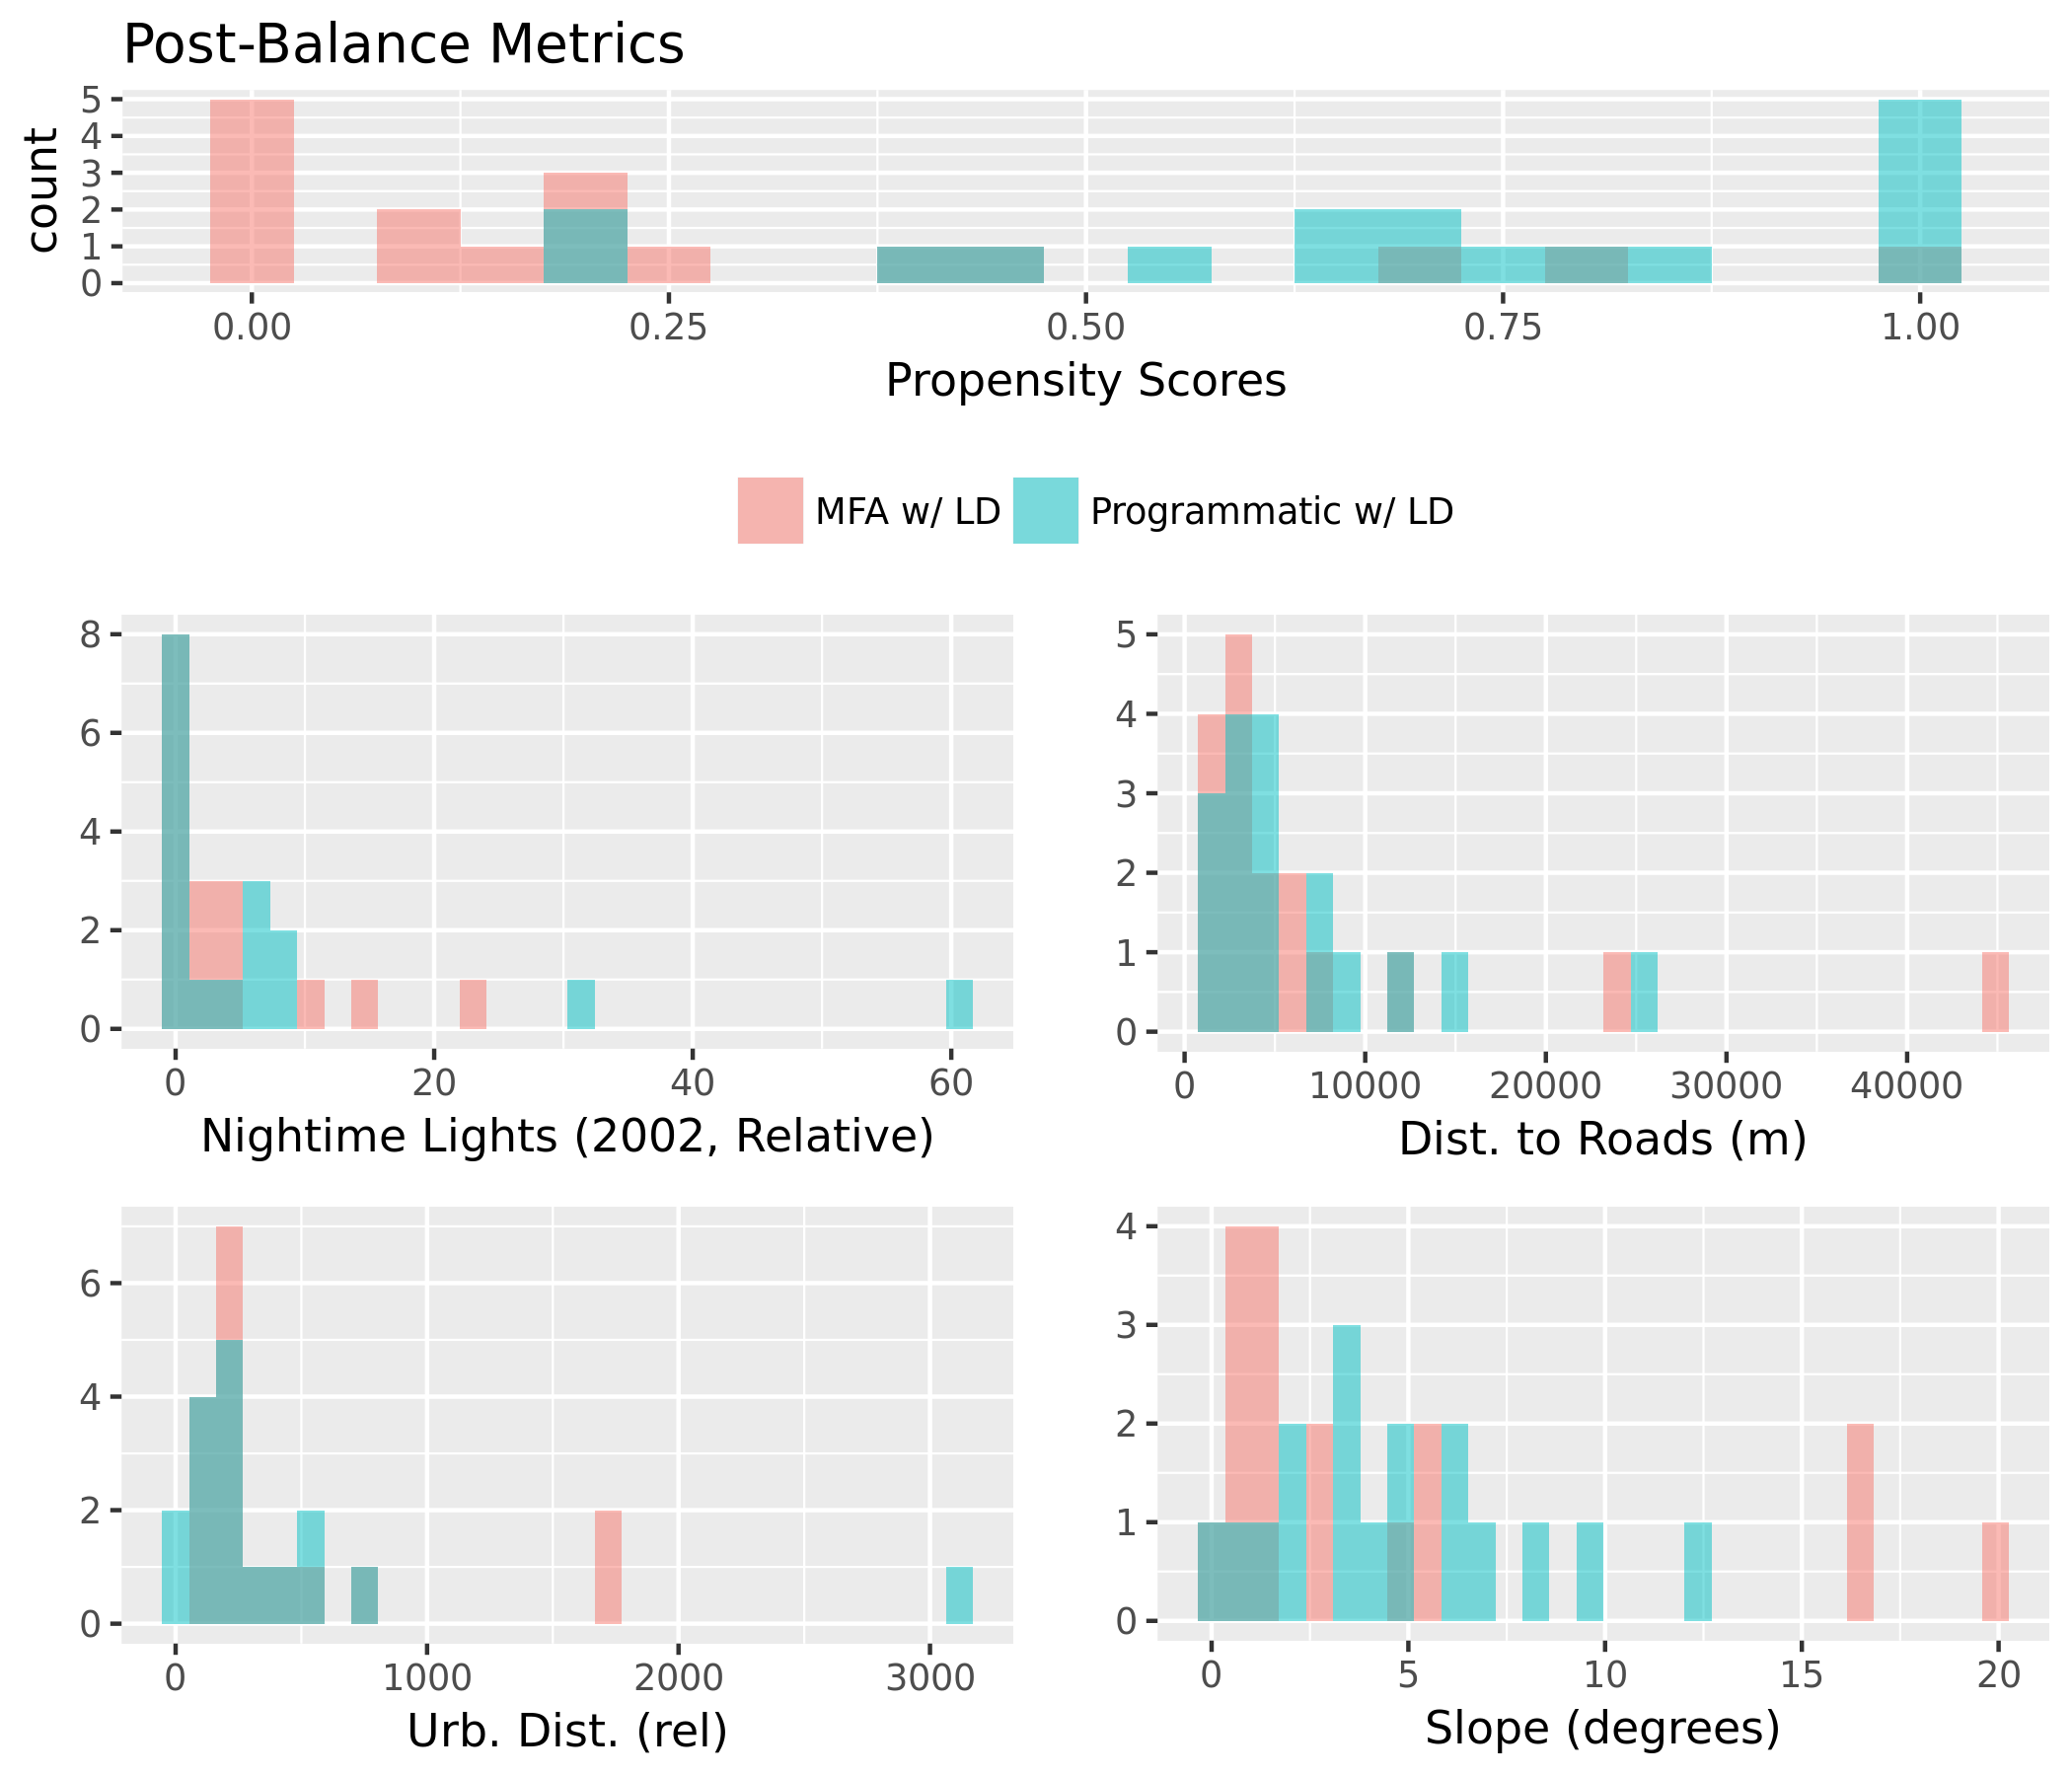 Post-Balance Metrics
count
5
4
3
2
1
0
0.00 0.25 0.50 0.75 1.00
Propensity Scores
MFA w/ LD Programmatic w/ LD
8
6
4
2
0
0 20 40 60
Nightime Lights (2002, Relative)
5
4
3
2
1
0
0 10000 20000 30000 40000
Dist. to Roads (m)
6
4
2
0
0 1000 2000 3000
Urb. Dist. (rel)
4
3
2
1
0
0 5 10 15 20
Slope (degrees)